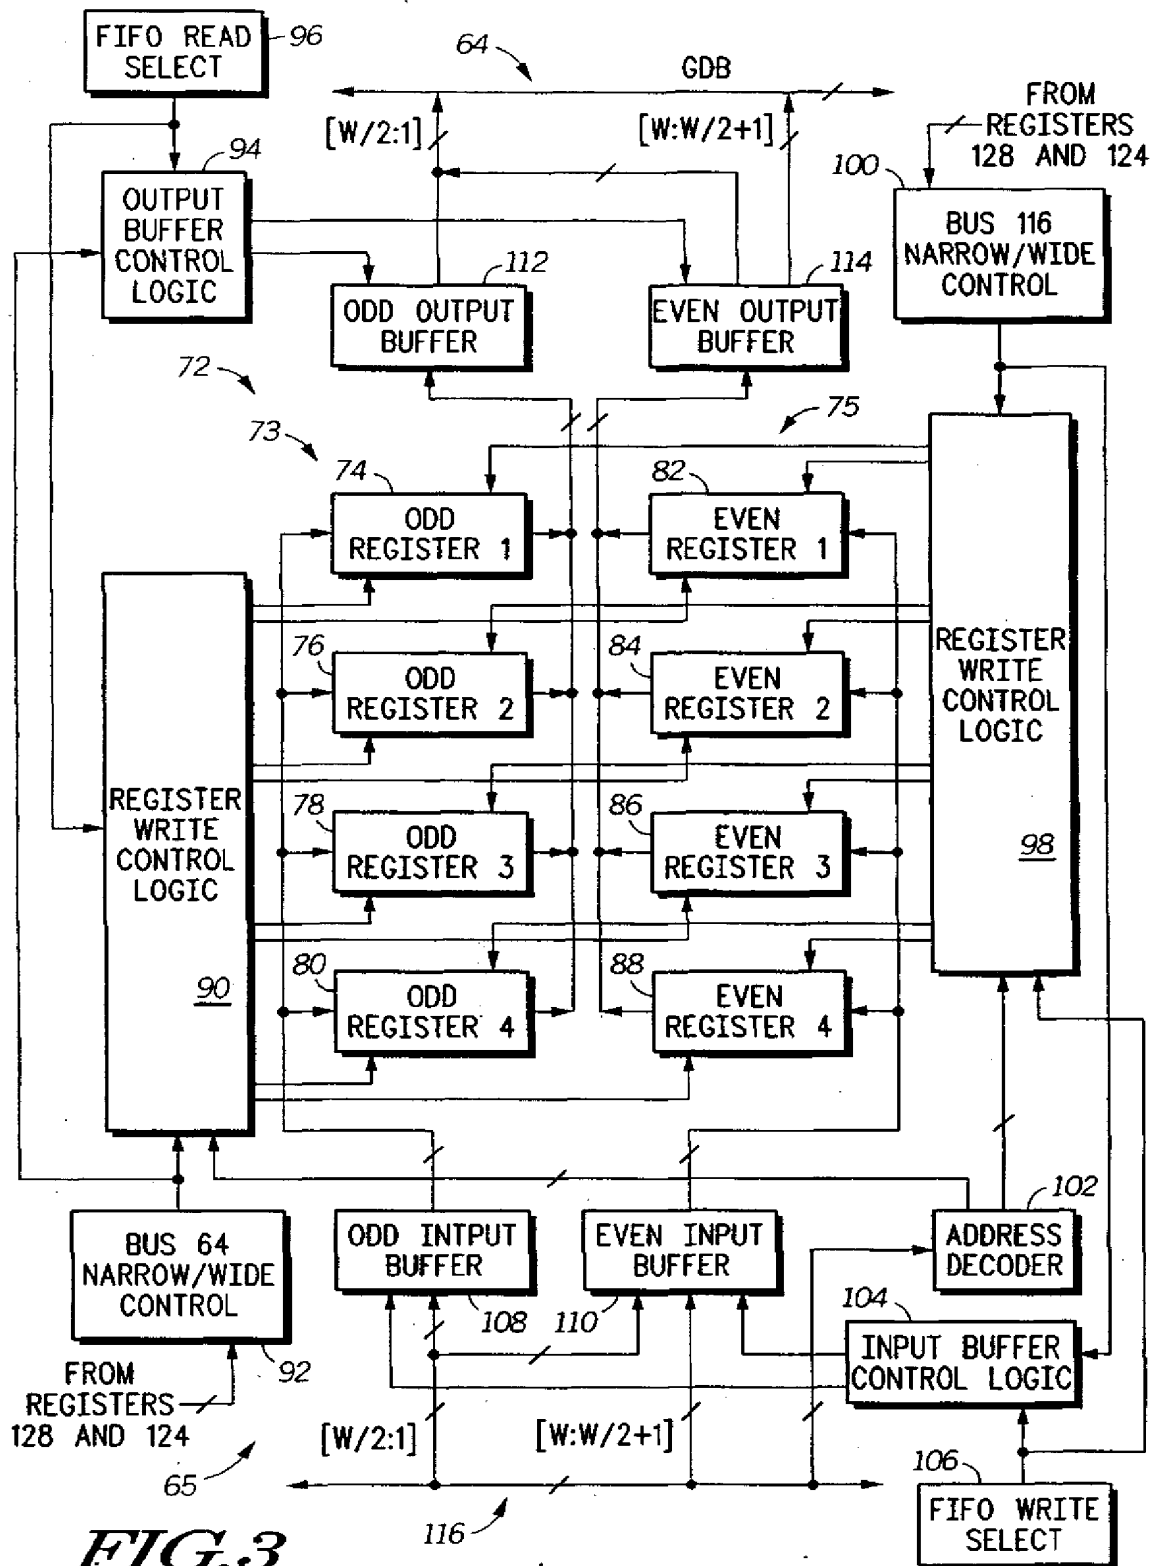 FIFO READ
SELECT
96
64
GDB
[W/2:1]
[W:W/2+1]
FROM
REGISTERS
128 AND 124
94
OUTPUT
BUFFER
CONTROL
LOGIC
100
BUS 116
NARROW/WIDE
CONTROL
112
ODD OUTPUT
BUFFER
114
EVEN OUTPUT
BUFFER
72
73
75
74
ODD
REGISTER 1
82
EVEN
REGISTER 1
76
ODD
REGISTER 2
84
EVEN
REGISTER 2
REGISTER
WRITE
CONTROL
LOGIC
98
REGISTER
WRITE
CONTROL
LOGIC
90
78
ODD
REGISTER 3
86
EVEN
REGISTER 3
80
ODD
REGISTER 4
88
EVEN
REGISTER 4
BUS 64
NARROW/WIDE
CONTROL
92
ODD INTPUT
BUFFER
108
EVEN INPUT
BUFFER
110
102
ADDRESS
DECODER
104
INPUT BUFFER
CONTROL LOGIC
FROM
REGISTERS
128 AND 124
[W/2:1]
[W:W/2+1]
65
116
106
FIFO WRITE
SELECT
FIG.3